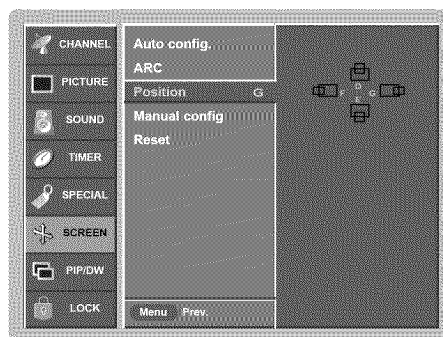 CHANNEL
PICTURE
SOUND
TIMER
SPECIAL
SCREEN
PIP/DW
LOCK
Auto config.
ARC
Position G
Manual config
Reset
Menu Prev.
D
F G
E